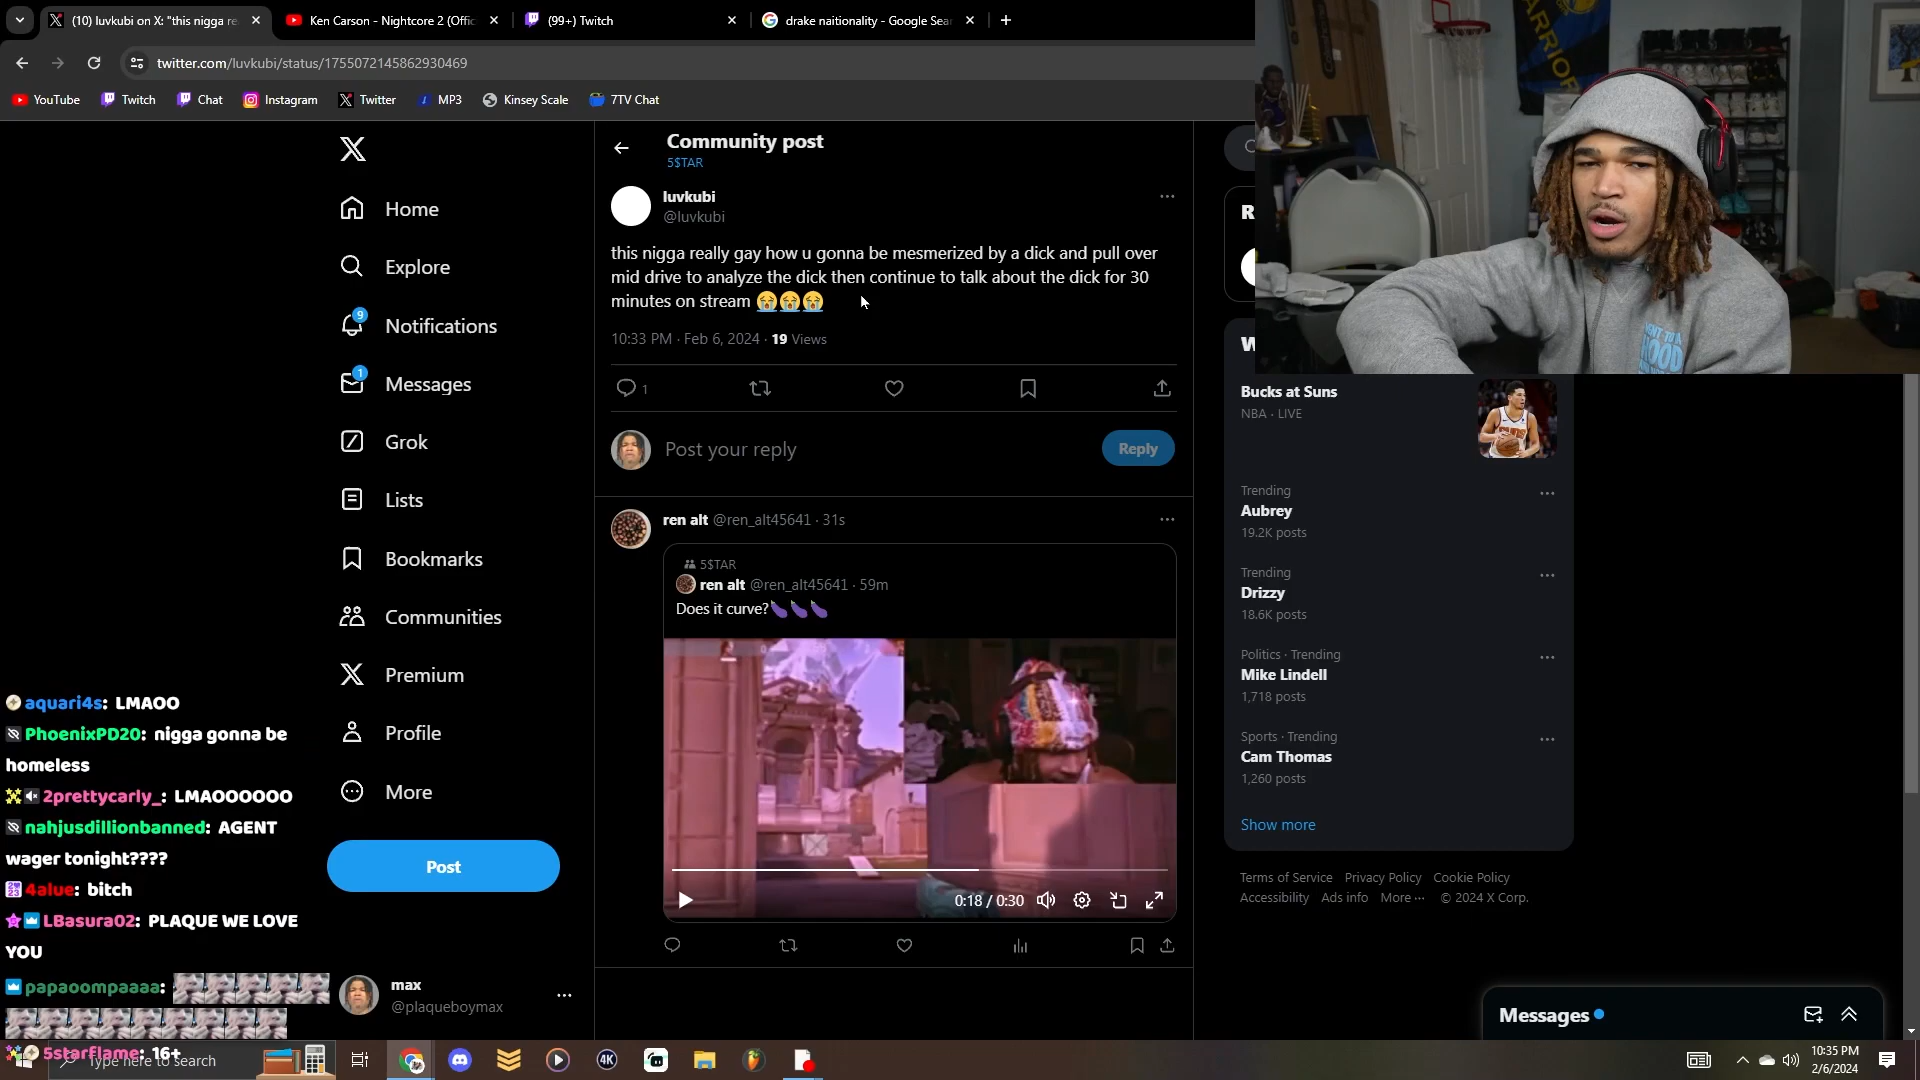 (10) luvkubi on X: "this nigga re
Ken Carson - Nightcore 2 (Offic
(99+) Twitch
drake naitionality - Google Sea
twitter.com/luvkubi/status/1755072145862930469
YouTube
Twitch
Chat
Instagram
Twitter
MP3
Kinsey Scale
7TV Chat
Community post
5$TAR
luvkubi
@luvkubi
this nigga really gay how u gonna be mesmerized by a dick and pull over
mid drive to analyze the dick then continue to talk about the dick for 30
minutes on stream 😭😭😭
10:33 PM · Feb 6, 2024 · 19 Views
1
Post your reply
Reply
ren alt @ren_alt45641 · 31s
5$TAR
ren alt @ren_alt45641 · 59m
Does it curve?🍆🍆🍆
0:18 / 0:30
Home
Explore
9
Notifications
1
Messages
Grok
Lists
Bookmarks
Communities
Premium
Profile
More
Post
max
@plaqueboymax
aquari4s: LMAOO
PhoenixPD20: nigga gonna be
homeless
2prettycarly_: LMAOOOOOO
nahjusdillionbanned: AGENT
wager tonight????
4alue: bitch
LBasura02: PLAQUE WE LOVE
YOU
papaoompaaaa:
5starflame: 16+
R
W
WARRIOR
Bucks at Suns
NBA · LIVE
Trending
Aubrey
19.2K posts
Trending
Drizzy
18.6K posts
Politics · Trending
Mike Lindell
1,718 posts
Sports · Trending
Cam Thomas
1,260 posts
Show more
Terms of Service Privacy Policy Cookie Policy
Accessibility Ads info More ··· © 2024 X Corp.
Messages
Type here to search
4K
10:35 PM
2/6/2024